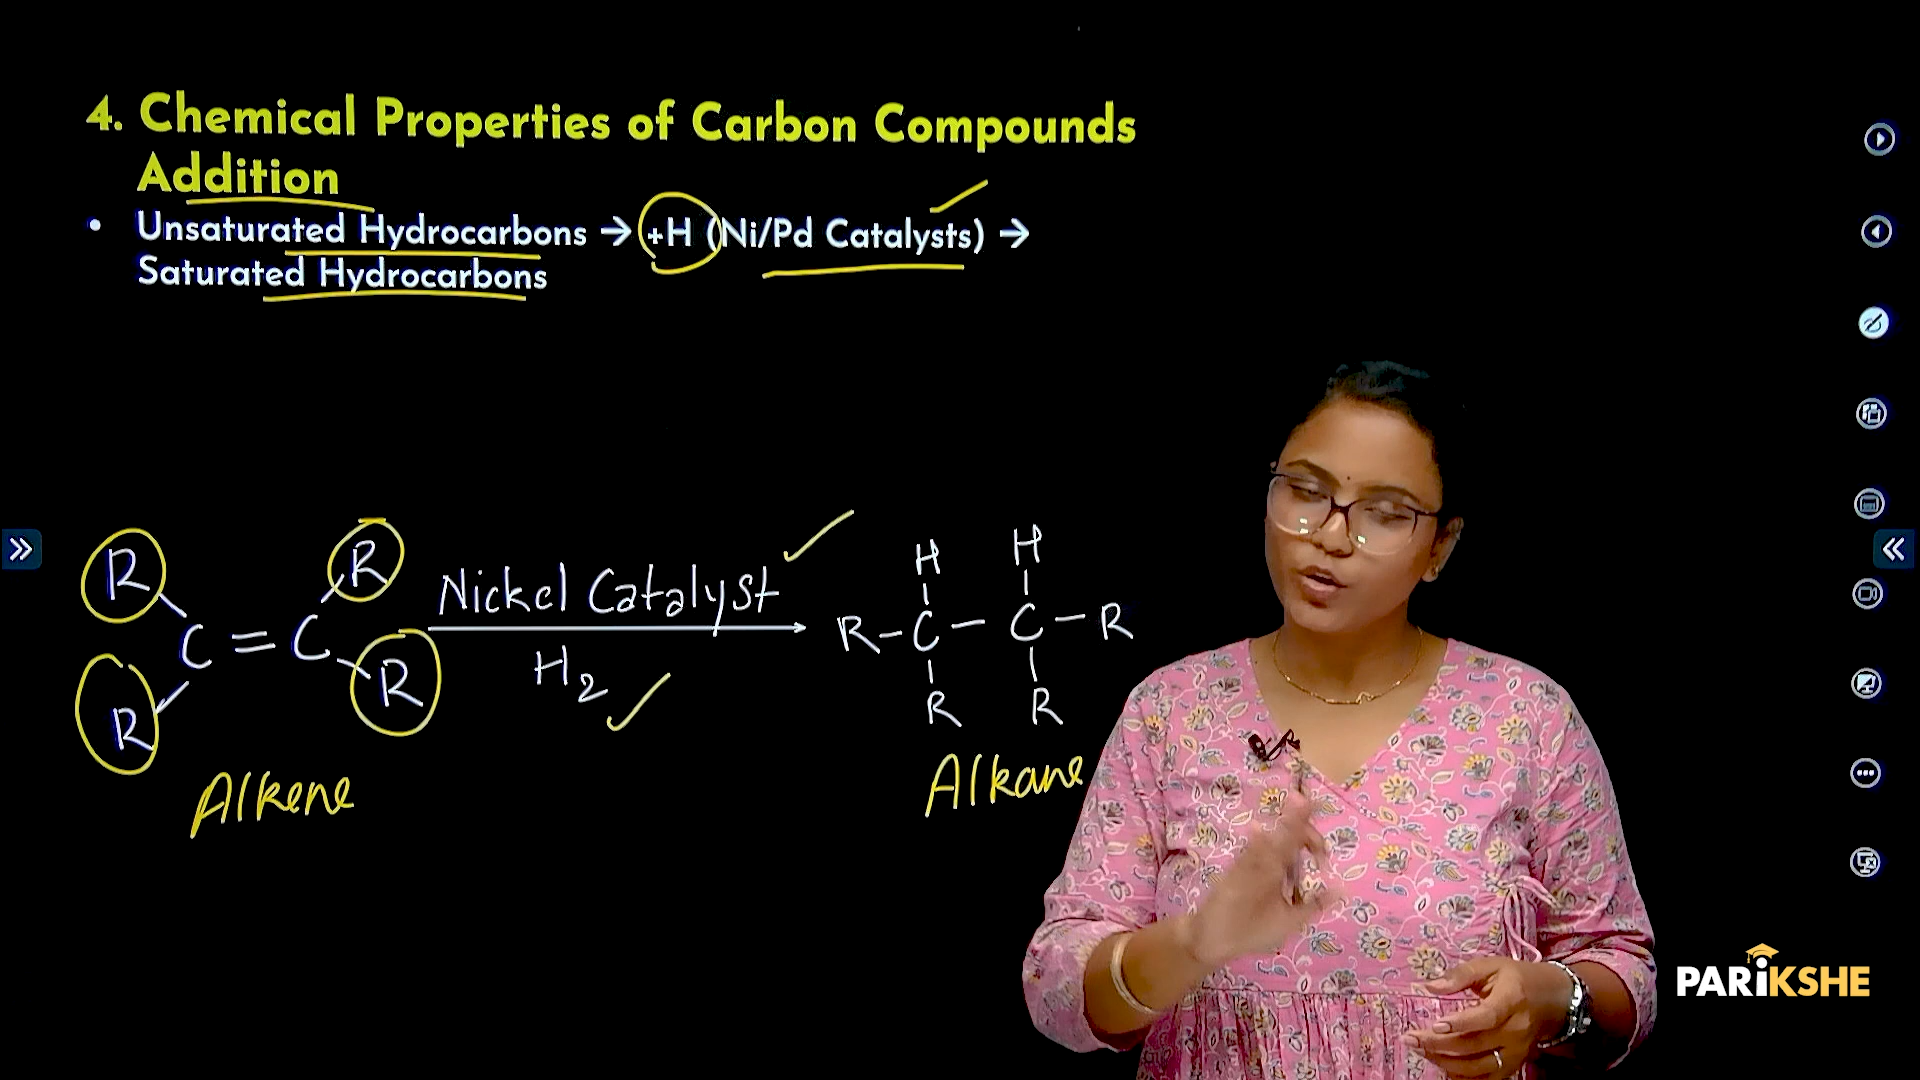 4. Chemical Properties of Carbon Compounds
Addition
• Unsaturated Hydrocarbons → +H (Ni/Pd Catalysts) →
Saturated Hydrocarbons
R R
C = C
R R
Nickel Catalyst
H2
H H
R-C-C-R
R R
Alkene
Alkane
PARIKSHE